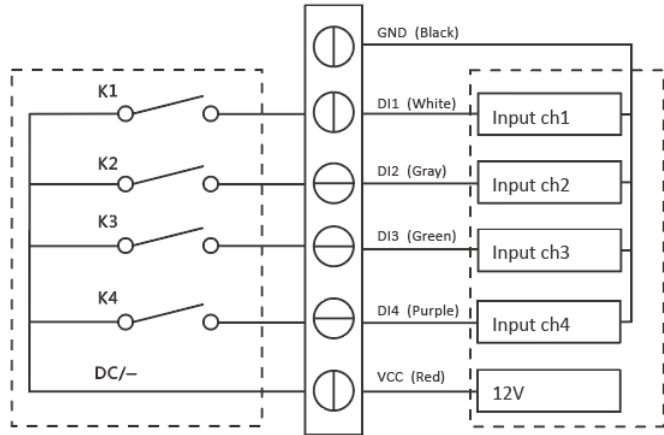 GND (Black)
K1
DI1 (White)
Input ch1
K2
DI2 (Gray)
Input ch2
K3
DI3 (Green)
Input ch3
K4
DI4 (Purple)
Input ch4
DC/−
VCC (Red)
12V